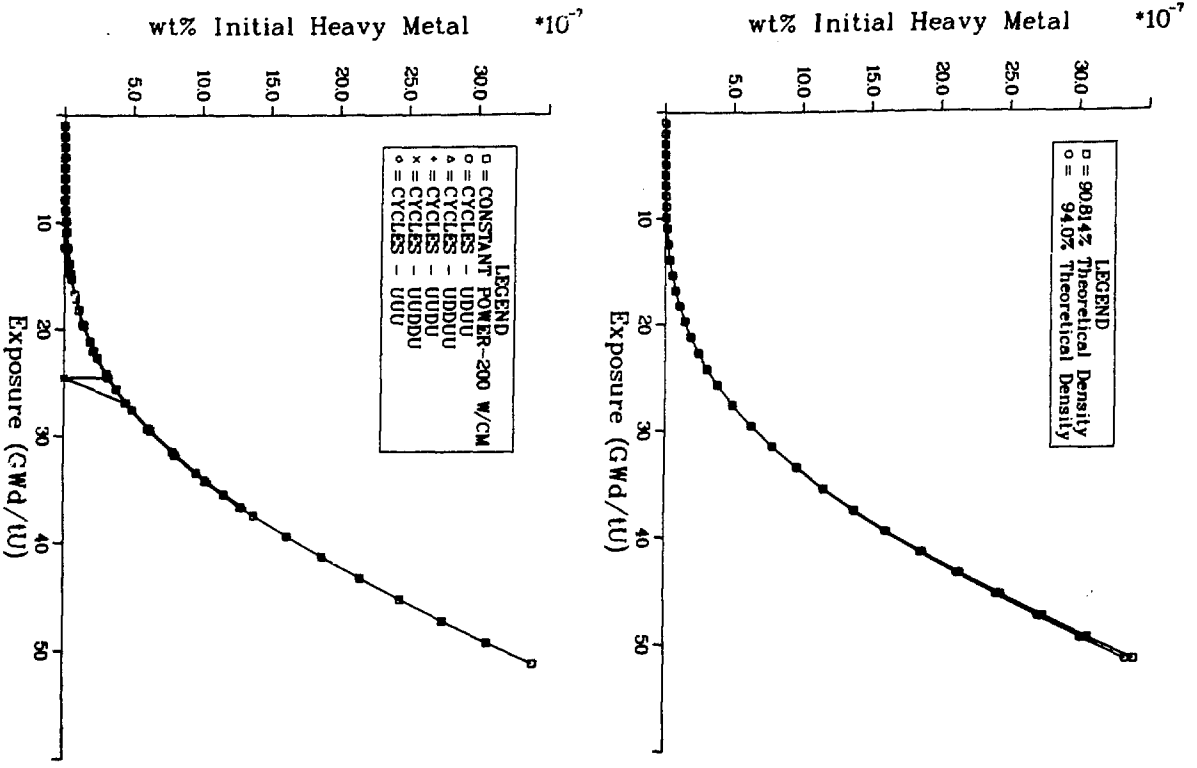 wt% Initial Heavy Metal *10⁻⁷
30.0
25.0
20.0
15.0
10.0
5.0
LEGEND
□ = CONSTANT POWER-200 W/CM
○ = CYCLES - UDUU
△ = CYCLES - UDDUU
+ = CYCLES - UUDU
× = CYCLES - UUDDU
◇ = CYCLES - UUU
10
20
30
40
50
Exposure (GWd/tU)
wt% Initial Heavy Metal *10⁻⁷
30.0
25.0
20.0
15.0
10.0
5.0
LEGEND
□ = 90.814% Theoretical Density
○ = 94.0% Theoretical Density
10
20
30
40
50
Exposure (GWd/tU)